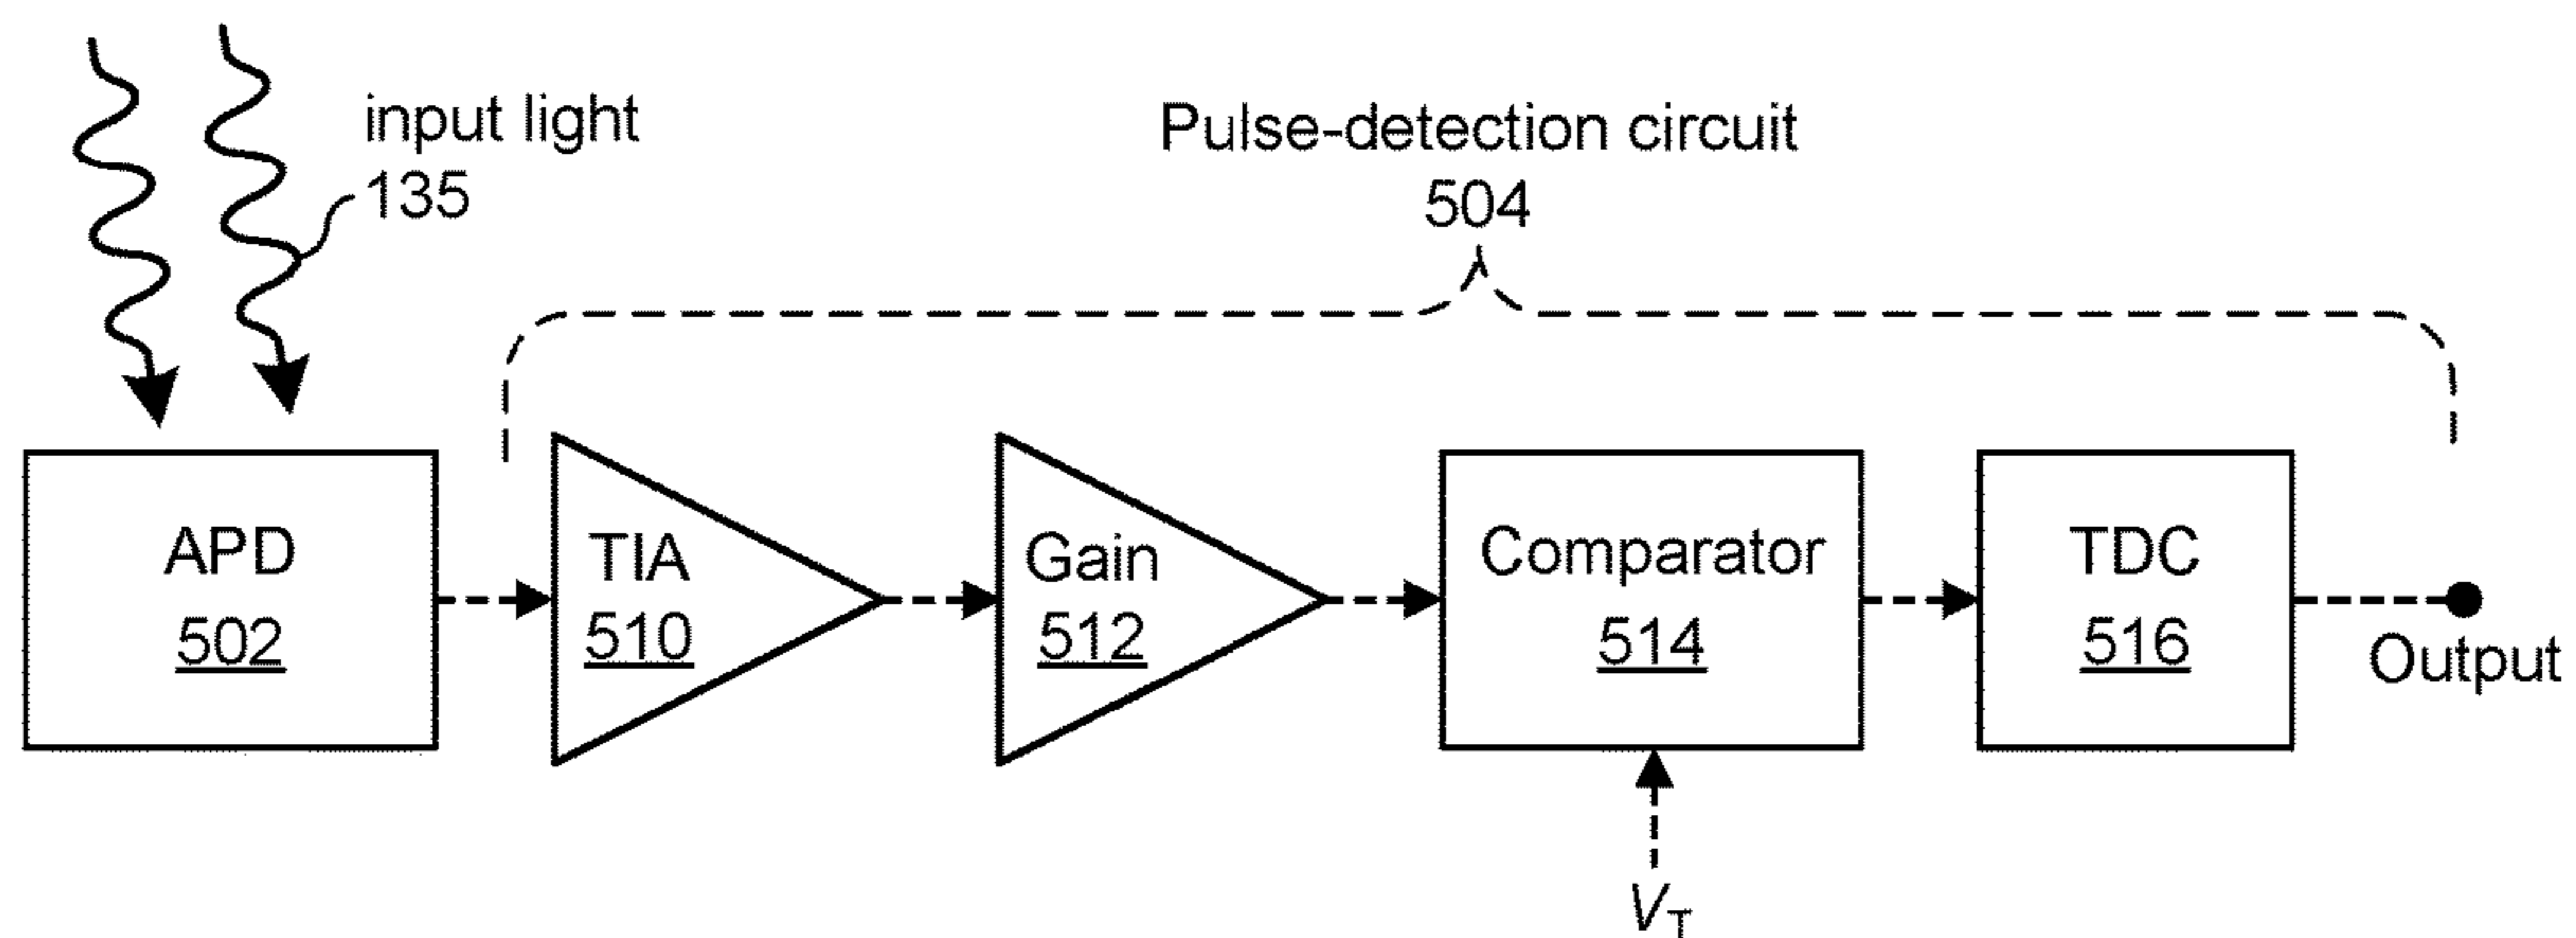 input light
135
Pulse-detection circuit
504
APD
502
TIA
510
Gain
512
Comparator
514
TDC
516
Output
VT